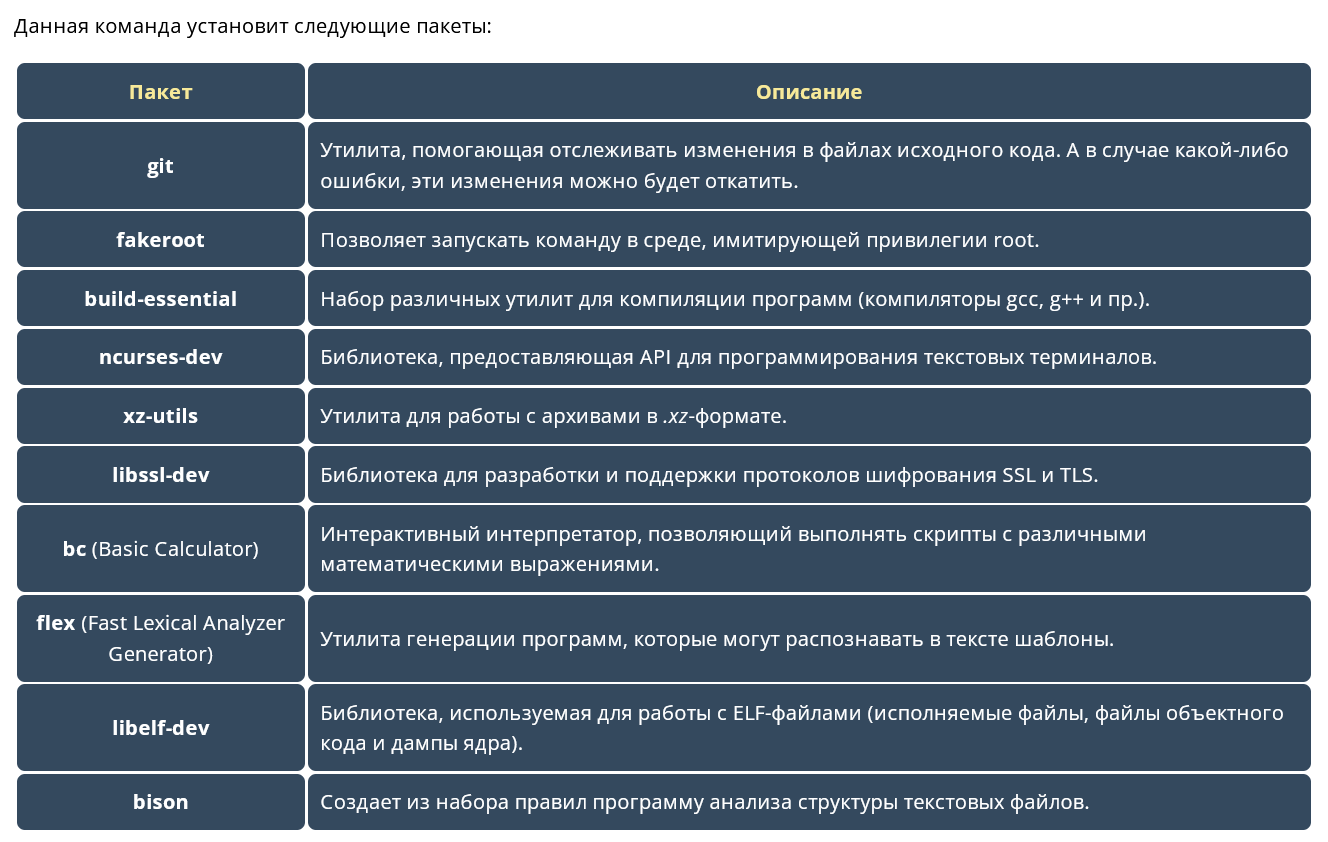 Данная команда установит следующие пакеты:
Пакет
Описание
git
Утилита, помогающая отслеживать изменения в файлах исходного кода. А в случае какой-либо
ошибки, эти изменения можно будет откатить.
fakeroot
Позволяет запускать команду в среде, имитирующей привилегии root.
build-essential
Набор различных утилит для компиляции программ (компиляторы gcc, g++ и пр.).
ncurses-dev
Библиотека, предоставляющая API для программирования текстовых терминалов.
xz-utils
Утилита для работы с архивами в .xz-формате.
libssl-dev
Библиотека для разработки и поддержки протоколов шифрования SSL и TLS.
bc (Basic Calculator)
Интерактивный интерпретатор, позволяющий выполнять скрипты с различными
математическими выражениями.
flex (Fast Lexical Analyzer
Generator)
Утилита генерации программ, которые могут распознавать в тексте шаблоны.
libelf-dev
Библиотека, используемая для работы с ELF-файлами (исполняемые файлы, файлы объектного
кода и дампы ядра).
bison
Создает из набора правил программу анализа структуры текстовых файлов.